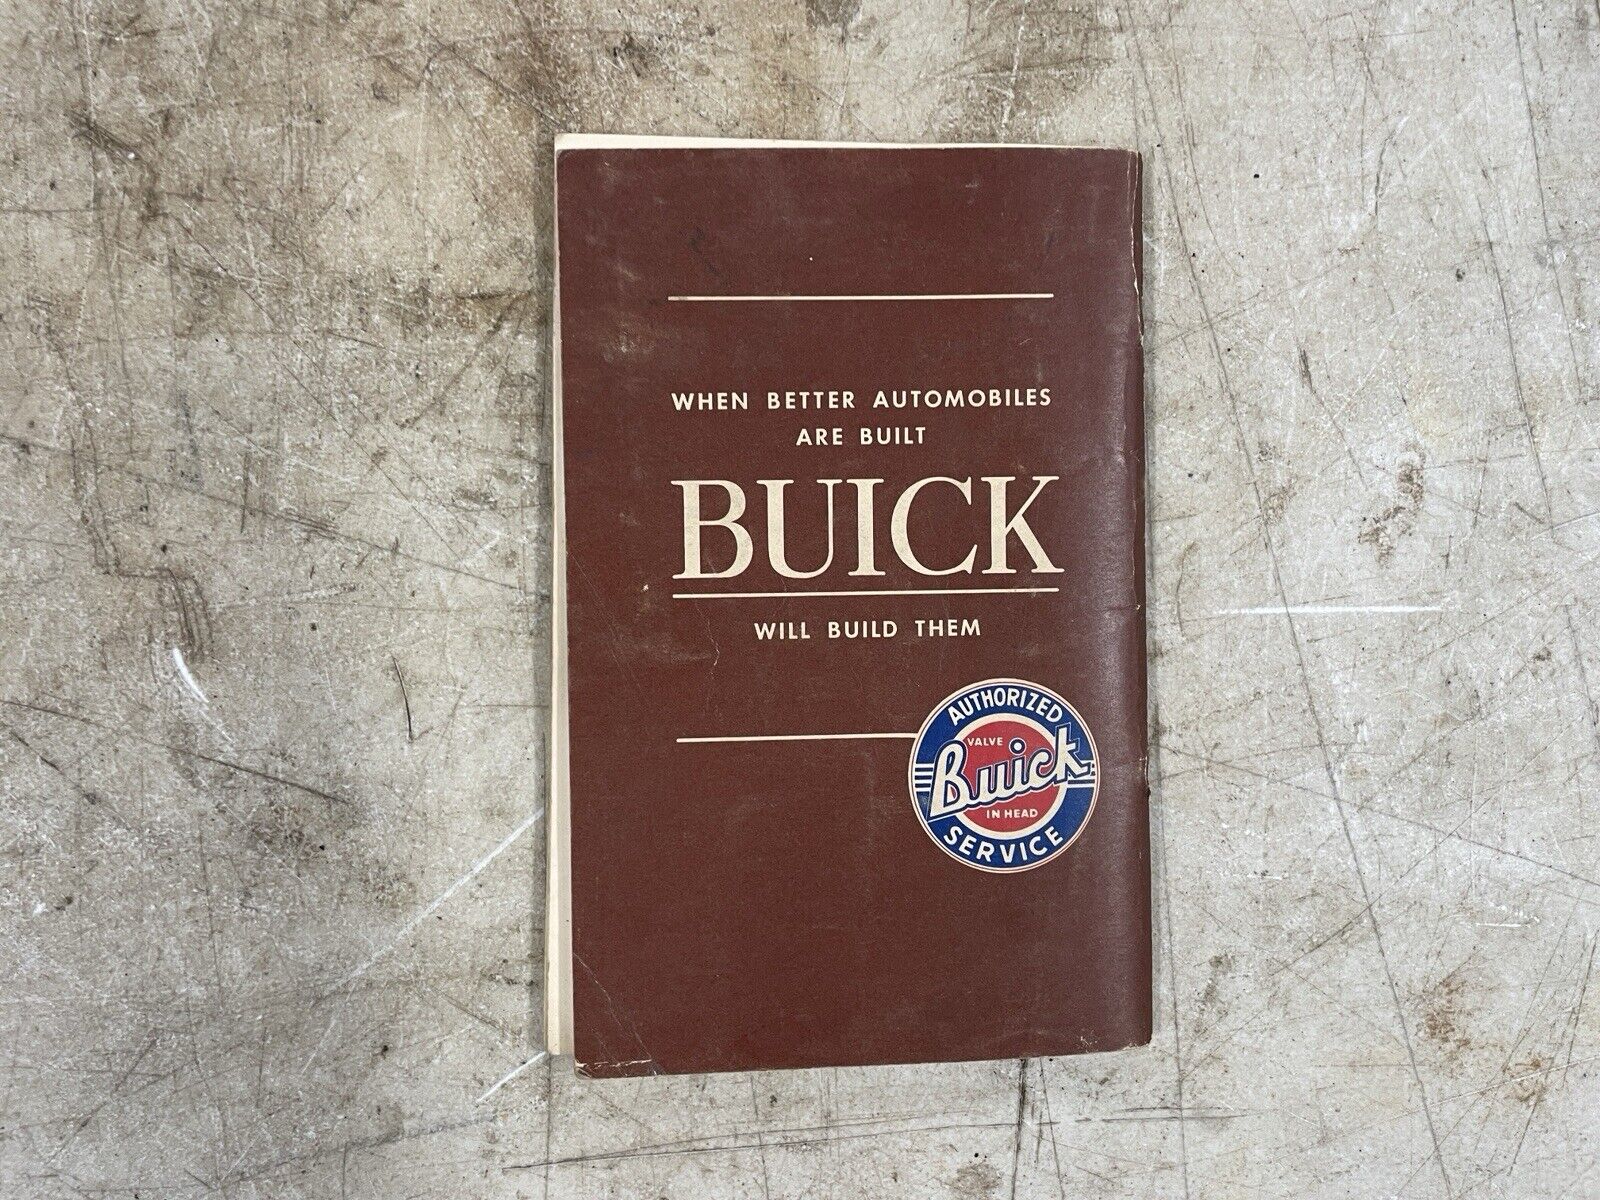 WHEN BETTER AUTOMOBILES
ARE BUILT
BUICK
WILL BUILD THEM
AUTHORIZED
VALVE
Buick
IN HEAD
SERVICE